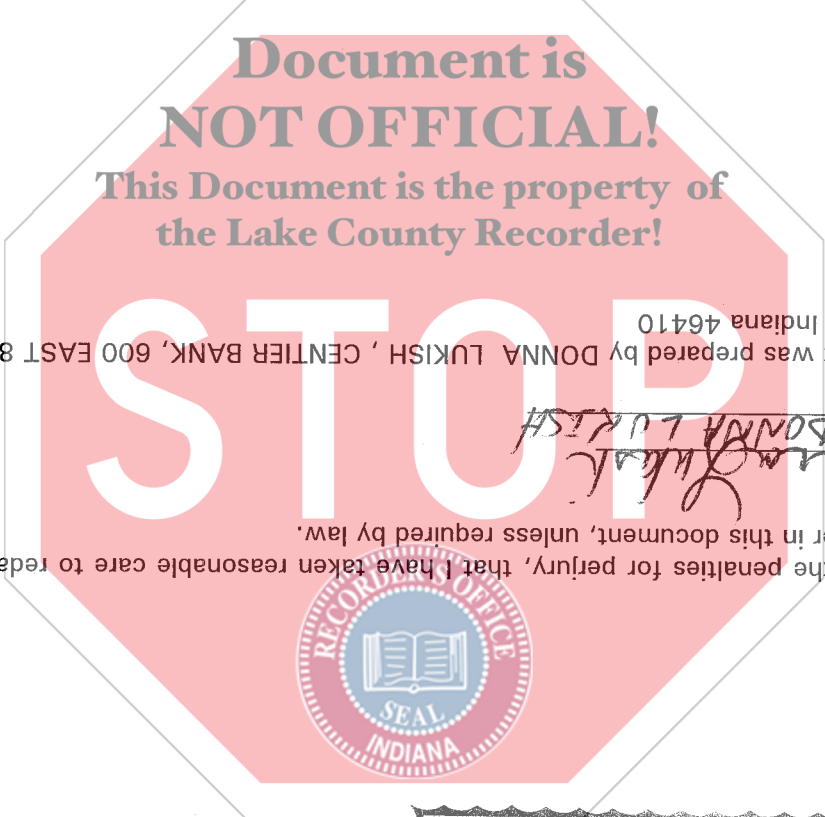 Document is
NOT OFFICIAL!
This Document is the property of
the Lake County Recorder!
STOP
RECORDER'S OFFICE
SEAL
INDIANA
the penalties for perjury, that I have taken reasonable care to
in this document, unless required by law.
Lukish
DONNA LUKISH
was prepared by DONNA LUKISH , CENTIER BANK, 600 EAST 8
Indiana 46410